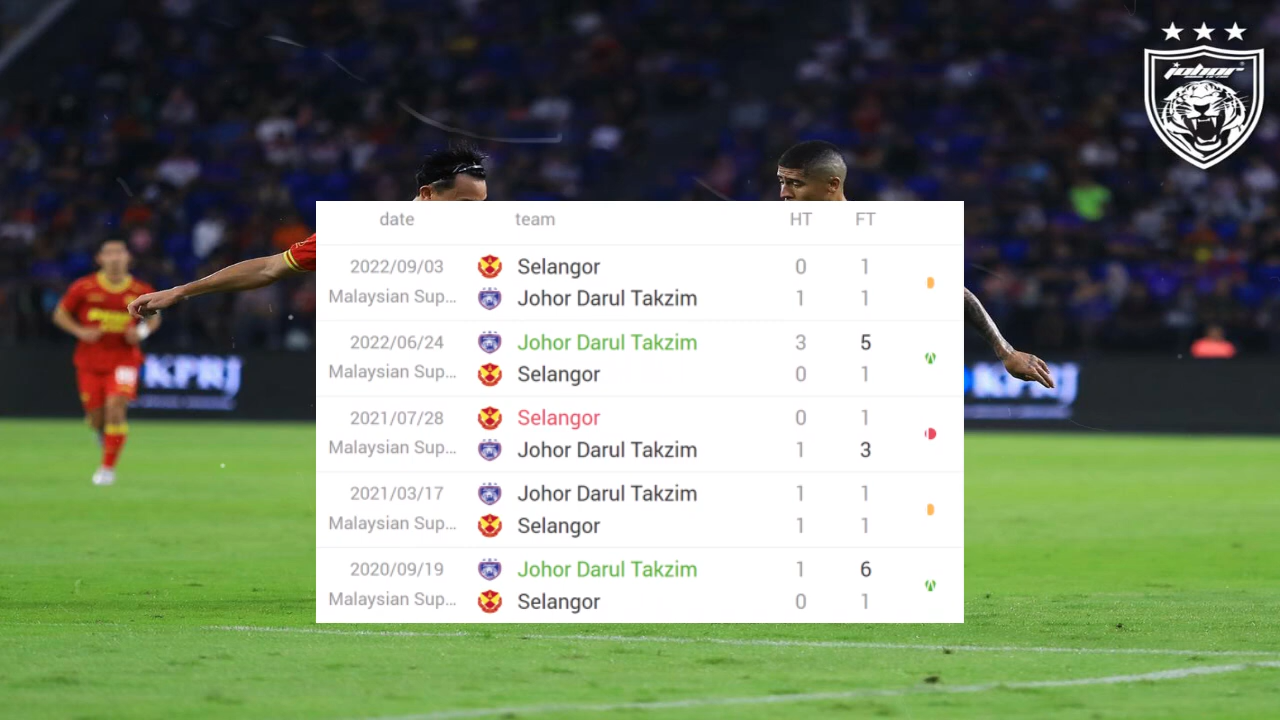 johor
date team HT FT
2022/09/03 Selangor 0 1
Malaysian Sup... Johor Darul Takzim 1 1
2022/06/24 Johor Darul Takzim 3 5
Malaysian Sup... Selangor 0 1
2021/07/28 Selangor 0 1
Malaysian Sup... Johor Darul Takzim 1 3
2021/03/17 Johor Darul Takzim 1 1
Malaysian Sup... Selangor 1 1
2020/09/19 Johor Darul Takzim 1 6
Malaysian Sup... Selangor 0 1
KPRJ
KPRJ